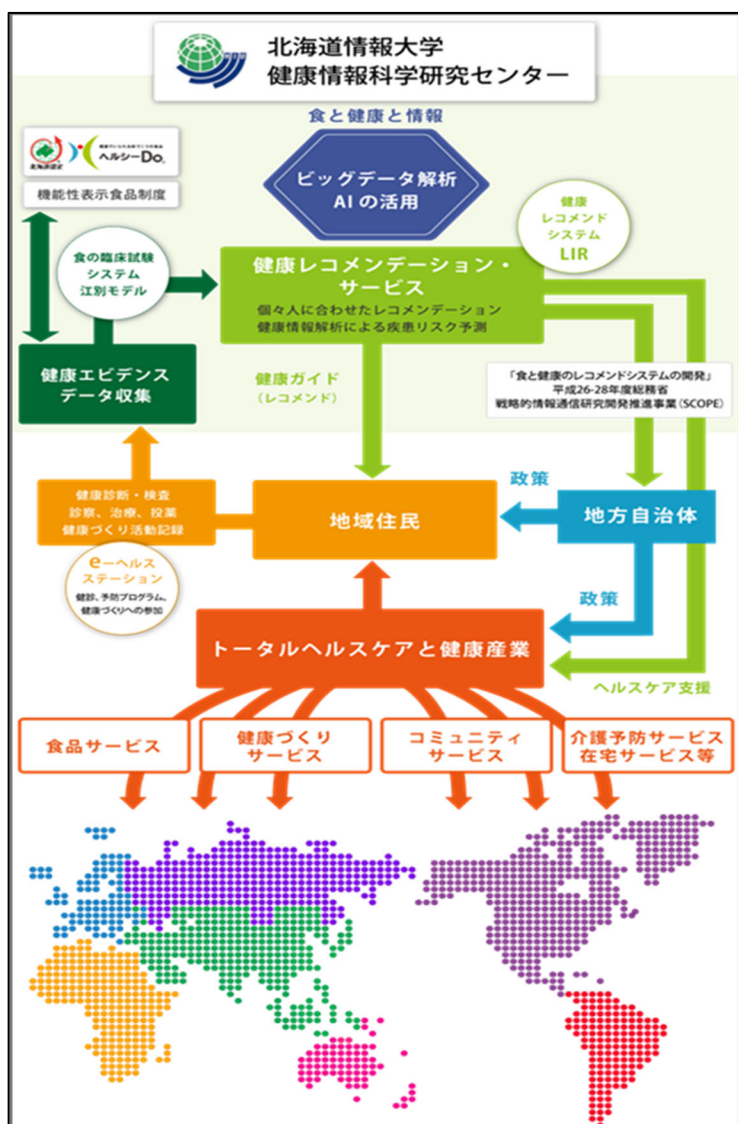 北海道情報大学
健康情報科学研究センター
食と健康と情報
ビッグデータ解析
AIの活用
北海道認定
ヘルシーDo。
機能性表示食品制度
健康
レコメンド
システム
LIR
食の臨床試験
システム
江別モデル
健康レコメンデーション・
サービス
個々人に合わせたレコメンデーション
健康情報解析による疾患リスク予測
健康エビデンス
データ収集
健康ガイド
（レコメンド）
「食と健康のレコメンドシステムの開発」
平成26-28年度総務省
戦略的情報通信研究開発推進事業（SCOPE）
健康診断・検査
診察、治療、投薬
健康づくり活動記録
地域住民
政策
地方自治体
eーヘルス
ステーション
健診、予防プログラム、
健康づくりへの参加
政策
トータルヘルスケアと健康産業
ヘルスケア支援
食品サービス
健康づくり
サービス
コミュニティ
サービス
介護予防サービス
在宅サービス等